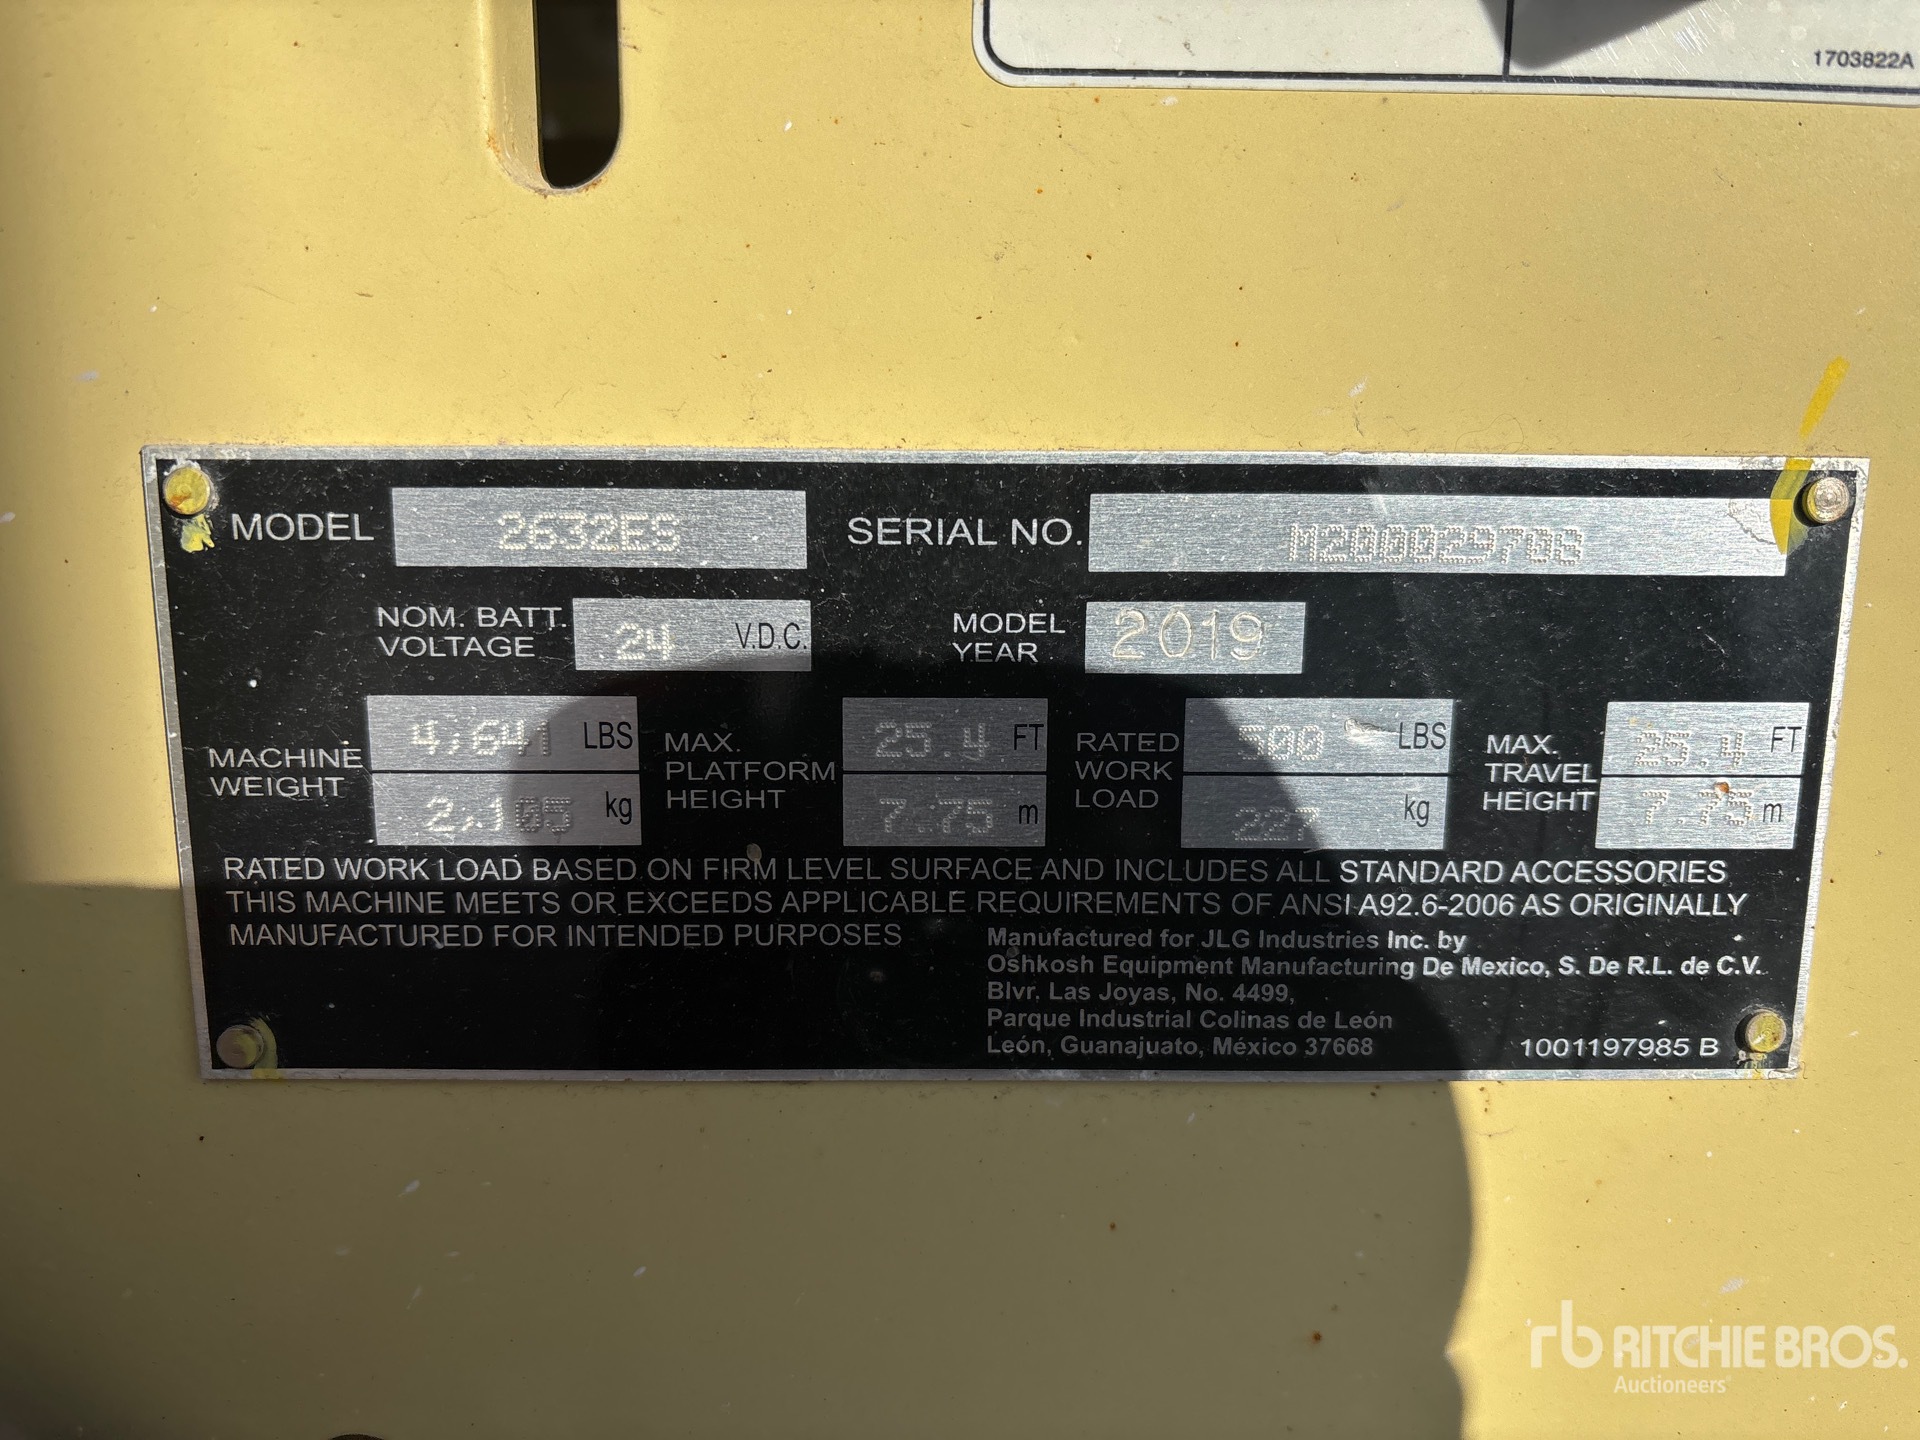 1703822A
MODEL 2632ES SERIAL NO. M200029708
NOM. BATT. VOLTAGE 24 V.D.C. MODEL YEAR 2019
MACHINE WEIGHT 4,641 LBS 2,105 kg
MAX. PLATFORM HEIGHT 25.4 FT 7.75 m
RATED WORK LOAD 500 LBS 227 kg
MAX. TRAVEL HEIGHT 25.4 FT 7.75 m
RATED WORK LOAD BASED ON FIRM LEVEL SURFACE AND INCLUDES ALL STANDARD ACCESSORIES
THIS MACHINE MEETS OR EXCEEDS APPLICABLE REQUIREMENTS OF ANSI A92.6-2006 AS ORIGINALLY
MANUFACTURED FOR INTENDED PURPOSES
Manufactured for JLG Industries Inc. by
Oshkosh Equipment Manufacturing De Mexico, S. De R.L. de C.V.
Blvr. Las Joyas, No. 4499,
Parque Industrial Colinas de León
León, Guanajuato, México 37668
1001197985 B
rb RITCHIE BROS.
Auctioneers